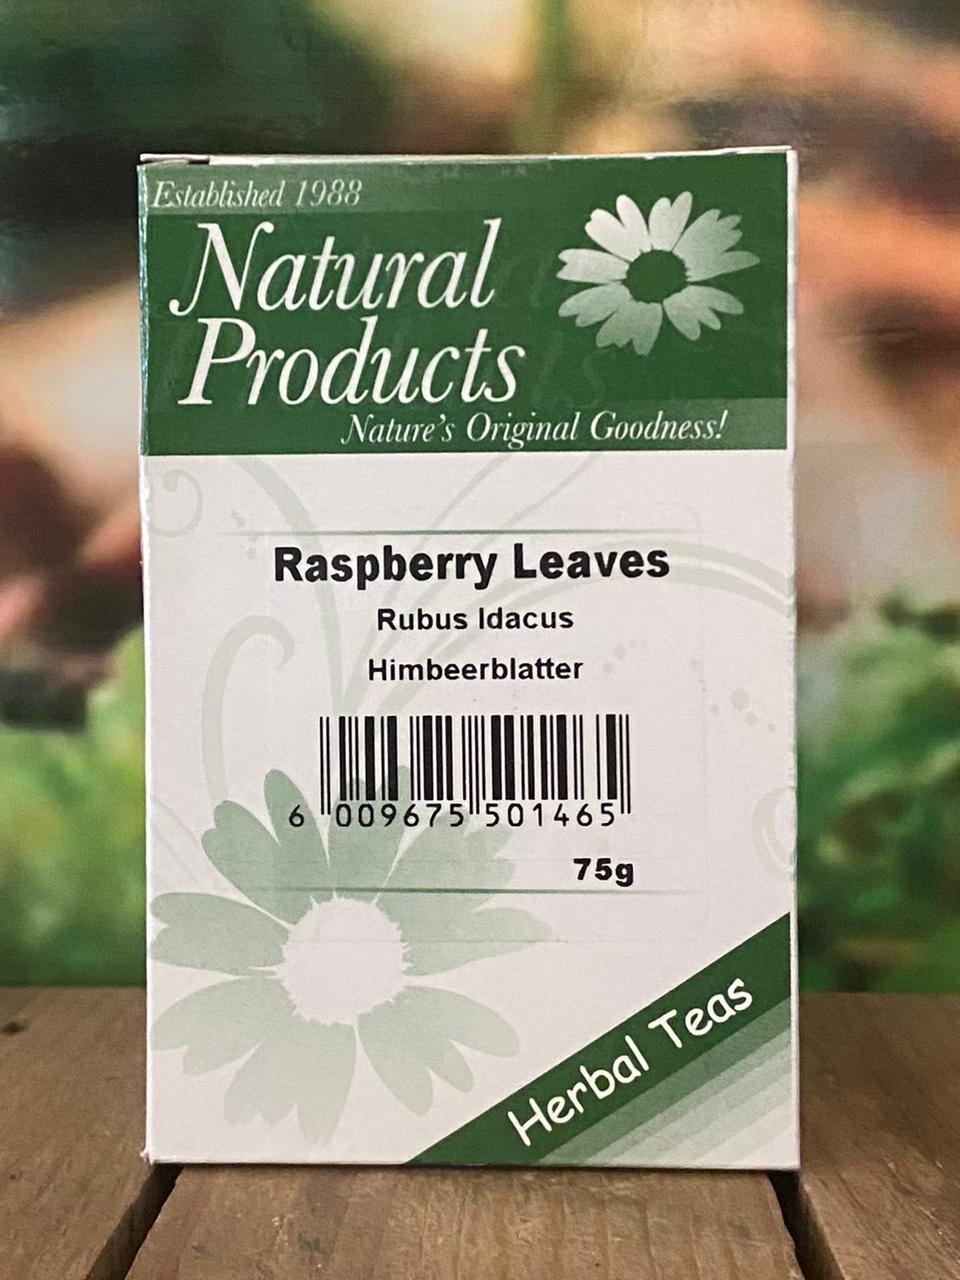 Established 1988
Natural
Products
Nature's Original Goodness!
Raspberry Leaves
Rubus Idacus
Himbeerblatter
6 009675 501465
75g
Herbal Teas